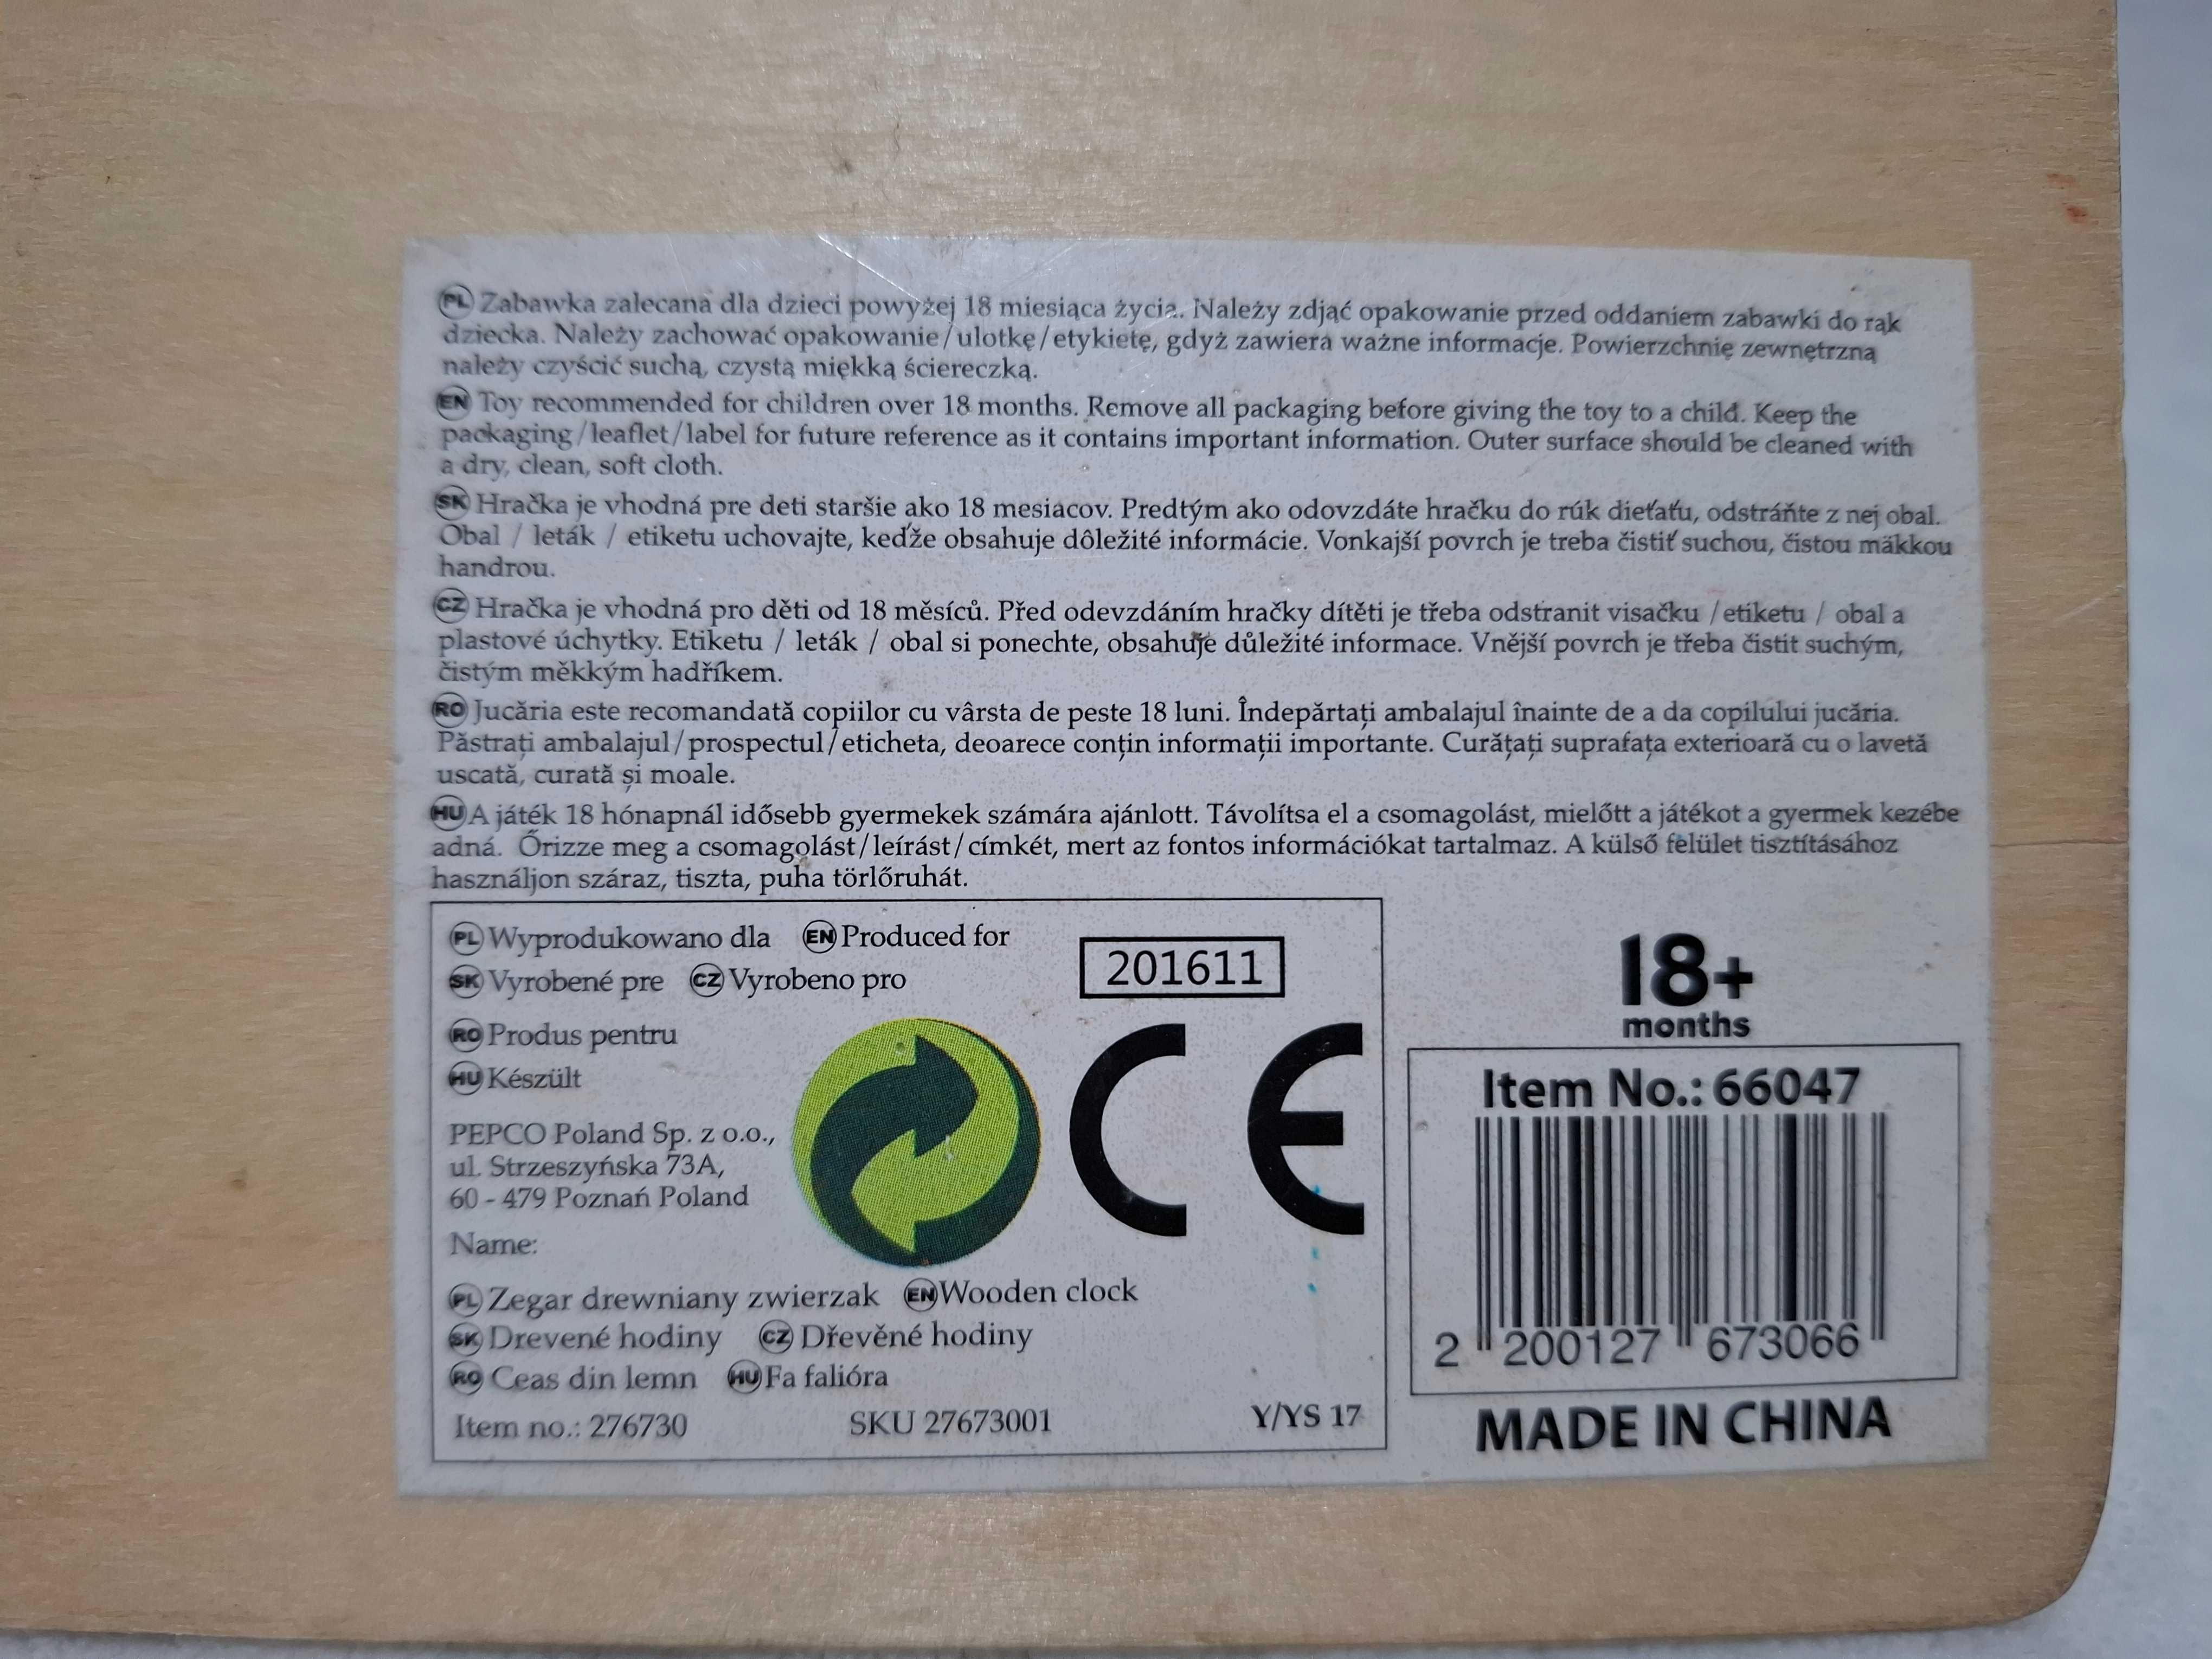 PL Zabawka zalecana dla dzieci powyżej 18 miesiąca życia. Należy zdjąć opakowanie przed oddaniem zabawki do rąk
dziecka. Należy zachować opakowanie/ulotkę/etykietę, gdyż zawiera ważne informacje. Powierzchnię zewnętrzną
należy czyścić suchą, czystą miękką ściereczką.
EN Toy recommended for children over 18 months. Remove all packaging before giving the toy to a child. Keep the
packaging/leaflet/label for future reference as it contains important information. Outer surface should be cleaned with
a dry, clean, soft cloth.
SK Hračka je vhodná pre deti staršie ako 18 mesiacov. Predtým ako odovzdáte hračku do rúk dieťaťu, odstráňte z nej obal.
Obal / leták / etiketu uchovajte, keďže obsahuje dôležité informácie. Vonkajší povrch je treba čistiť suchou, čistou mäkkou
handrou.
CZ Hračka je vhodná pro děti od 18 měsíců. Před odevzdáním hračky dítěti je třeba odstranit visačku /etiketu / obal a
plastové úchytky. Etiketu / leták / obal si ponechte, obsahuje důležité informace. Vnější povrch je třeba čistit suchým,
čistým měkkým hadříkem.
RO Jucăria este recomandată copiilor cu vârsta de peste 18 luni. Îndepărtați ambalajul înainte de a da copilului jucăria.
Păstrați ambalajul/prospectul/eticheta, deoarece conțin informații importante. Curățați suprafața exterioară cu o lavetă
uscată, curată și moale.
HU A játék 18 hónapnál idősebb gyermekek számára ajánlott. Távolítsa el a csomagolást, mielőtt a játékot a gyermek kezébe
adná. Őrizze meg a csomagolást/leírást/címkét, mert az fontos információkat tartalmaz. A külső felület tisztításához
használjon száraz, tiszta, puha törlőruhát.
PL Wyprodukowano dla EN Produced for
SK Vyrobené pre CZ Vyrobeno pro
201611
RO Produs pentru
HU Készült
PEPCO Poland Sp. z o.o.,
ul. Strzeszyńska 73A,
60 - 479 Poznań Poland
CE
Name:
PL Zegar drewniany zwierzak EN Wooden clock
SK Drevené hodiny CZ Dřevěné hodiny
RO Ceas din lemn HU Fa falióra
Item no.: 276730 SKU 27673001 Y/YS 17
18+
months
Item No.: 66047
2 200127 673066
MADE IN CHINA